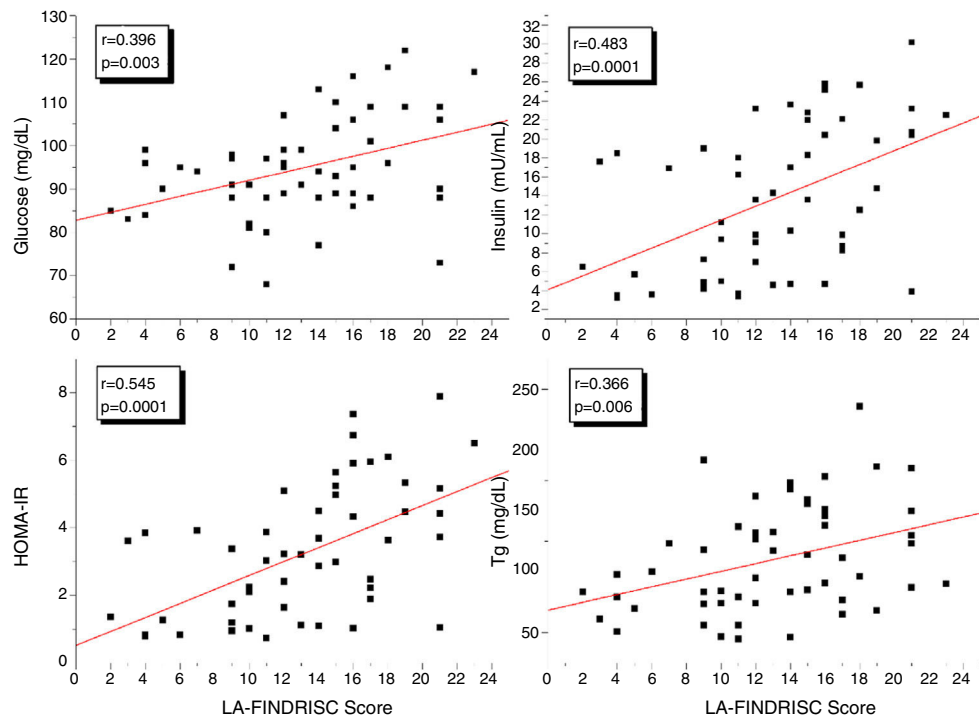 r=0.396
p=0.003
Glucose (mg/dL)
130
120
110
100
90
80
70
60
0 2 4 6 8 10 12 14 16 18 20 22 24
r=0.483
p=0.0001
Insulin (mU/mL)
32
30
28
26
24
22
20
18
16
14
12
10
8
6
4
2
0 2 4 6 8 10 12 14 16 18 20 22 24
r=0.545
p=0.0001
HOMA-IR
8
6
4
2
0
0 2 4 6 8 10 12 14 16 18 20 22 24
LA-FINDRISC Score
r=0.366
p=0.006
Tg (mg/dL)
250
200
150
100
50
0 2 4 6 8 10 12 14 16 18 20 22 24
LA-FINDRISC Score